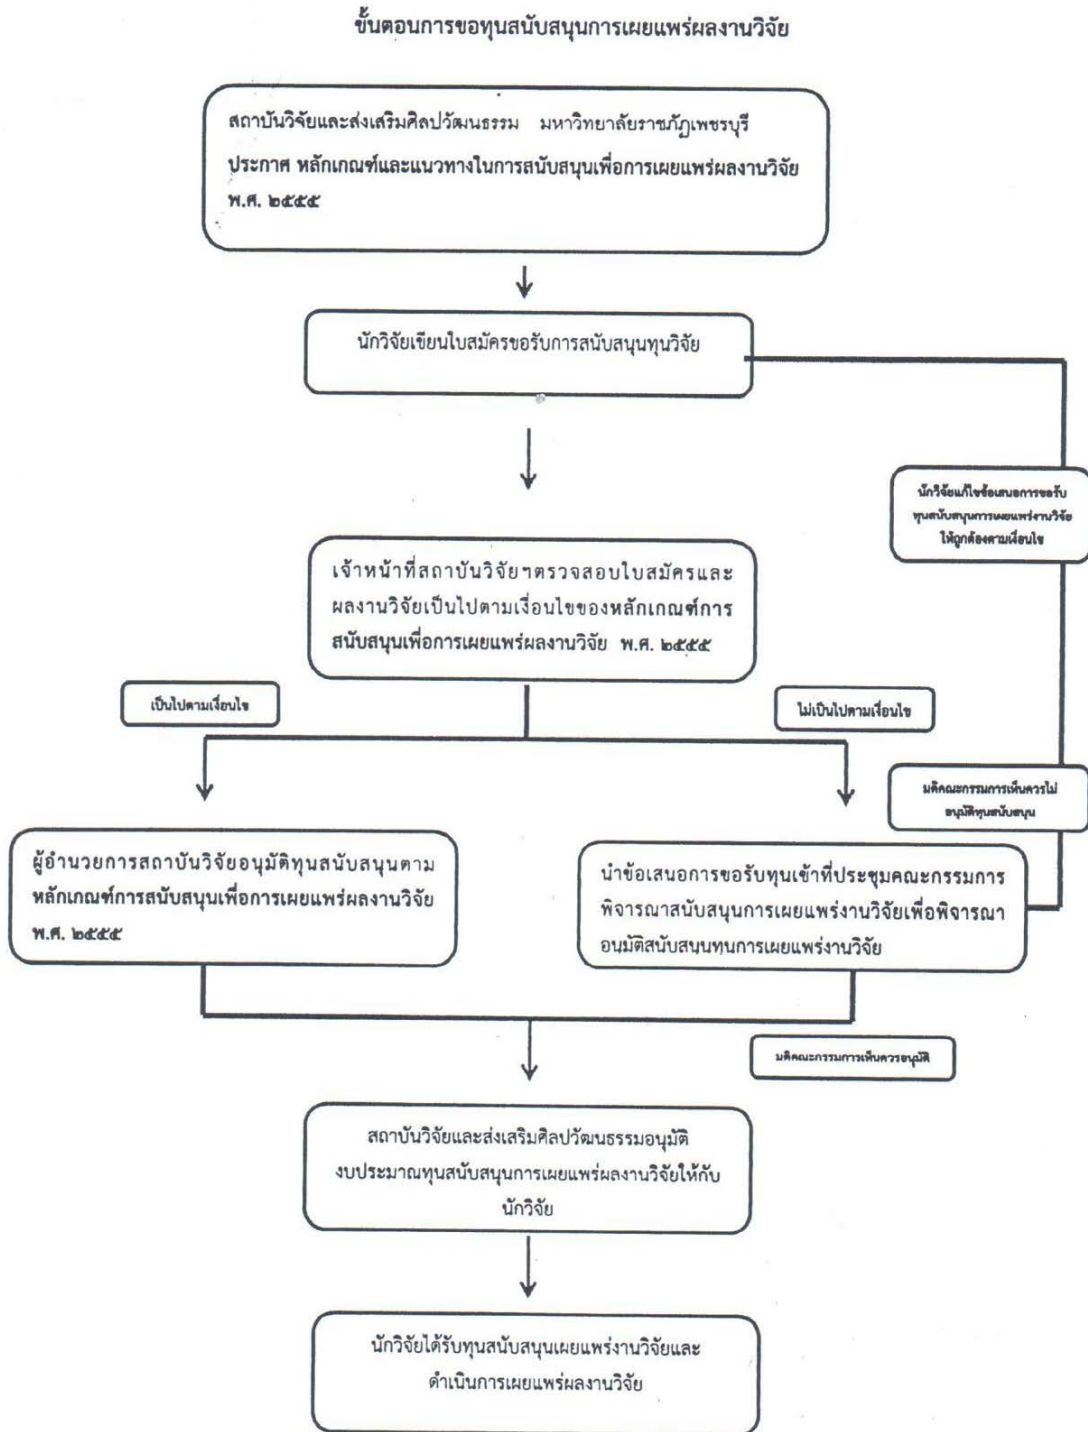 ขั้นตอนการขอทุนสนับสนุนการเผยแพร่ผลงานวิจัย
สถาบันวิจัยและส่งเสริมศิลปวัฒนธรรม มหาวิทยาลัยราชภัฏเพชรบุรี
ประกาศ หลักเกณฑ์และแนวทางในการสนับสนุนเพื่อการเผยแพร่ผลงานวิจัย
พ.ศ. ๒๕๕๕
นักวิจัยเขียนใบสมัครขอรับการสนับสนุนทุนวิจัย
นักวิจัยแก้ไขข้อเสนอการขอรับ
ทุนสนับสนุนการเผยแพร่งานวิจัย
ให้ถูกต้องตามเงื่อนไข
เจ้าหน้าที่สถาบันวิจัยฯตรวจสอบใบสมัครและ
ผลงานวิจัยเป็นไปตามเงื่อนไขของหลักเกณฑ์การ
สนับสนุนเพื่อการเผยแพร่ผลงานวิจัย พ.ศ. ๒๕๕๕
เป็นไปตามเงื่อนไข
ไม่เป็นไปตามเงื่อนไข
มติคณะกรรมการเห็นควรไม่
อนุมัติทุนสนับสนุน
ผู้อำนวยการสถาบันวิจัยอนุมัติทุนสนับสนุนตาม
หลักเกณฑ์การสนับสนุนเพื่อการเผยแพร่ผลงานวิจัย
พ.ศ. ๒๕๕๕
นำข้อเสนอการขอรับทุนเข้าที่ประชุมคณะกรรมการ
พิจารณาสนับสนุนการเผยแพร่งานวิจัยเพื่อพิจารณา
อนุมัติสนับสนุนทุนการเผยแพร่งานวิจัย
มติคณะกรรมการเห็นควรอนุมัติ
สถาบันวิจัยและส่งเสริมศิลปวัฒนธรรมอนุมัติ
งบประมาณทุนสนับสนุนการเผยแพร่ผลงานวิจัยให้กับ
นักวิจัย
นักวิจัยได้รับทุนสนับสนุนเผยแพร่งานวิจัยและ
ดำเนินการเผยแพร่ผลงานวิจัย